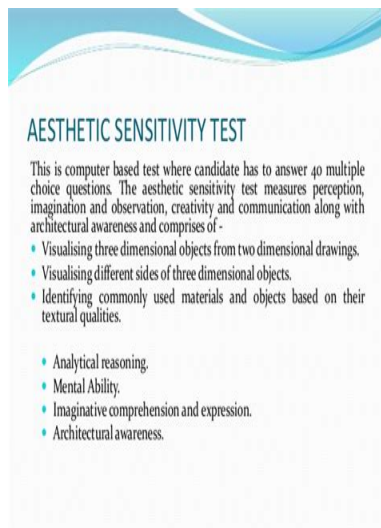 AESTHETIC SENSITIVITY TEST
This is computer based test where candidate has to answer 40 multiple
choice questions. The aesthetic sensitivity test measures perception,
imagination and observation, creativity and communication along with
architectural awareness and comprises of -
• Visualising three dimensional objects from two dimensional drawings.
• Visualising different sides of three dimensional objects.
• Identifying commonly used materials and objects based on their
textural qualities.
• Analytical reasoning.
• Mental Ability.
• Imaginative comprehension and expression.
• Architectural awareness.